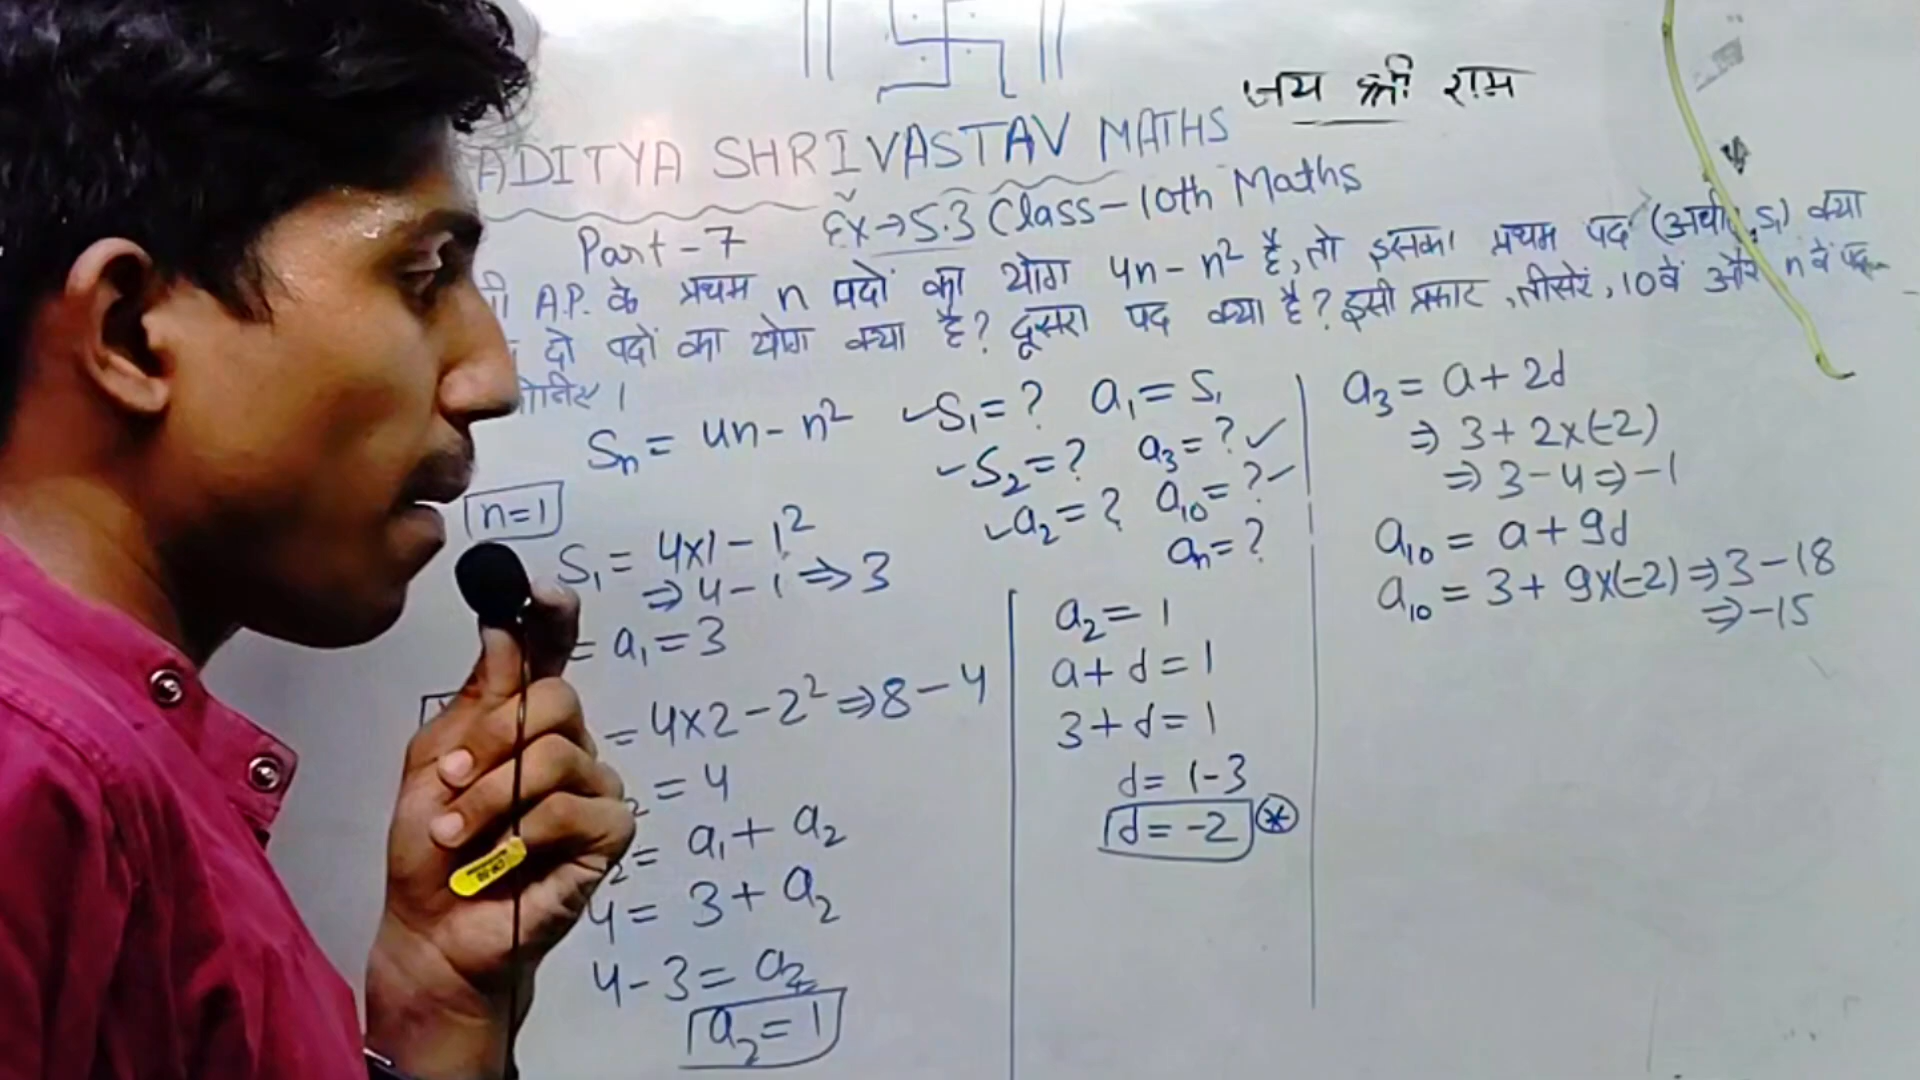 जय श्री राम
ADITYA SHRIVASTAV MATHS
Part-7 Ex→5.3 Class-10th Maths
A.P. के प्रथम n पदों का योग 4n-n² है, तो इसका प्रथम पद (अर्थात S₁) क्या
दो पदों का योग क्या है? दूसरा पद क्या है? इसी प्रकार, तीसरे, 10वें और n वें पद
Sₙ = 4n-n²
S₁=? a₁=S₁
S₂=? a₃=? ✓
a₂=? a₁₀=?
aₙ=?
n=1
S₁ = 4x1-1²
⇒ 4-1 ⇒ 3
= a₁ = 3
= 4x2-2² ⇒ 8-4
₂ = 4
₂ = a₁ + a₂
4 = 3 + a₂
4-3 = a₂
a₂ = 1
a₂ = 1
a+d = 1
3+d = 1
d = 1-3
d = -2 *
a₃ = a+2d
⇒ 3+2x(-2)
⇒ 3-4 ⇒ -1
a₁₀ = a+9d
a₁₀ = 3+9x(-2) ⇒ 3-18
⇒ -15